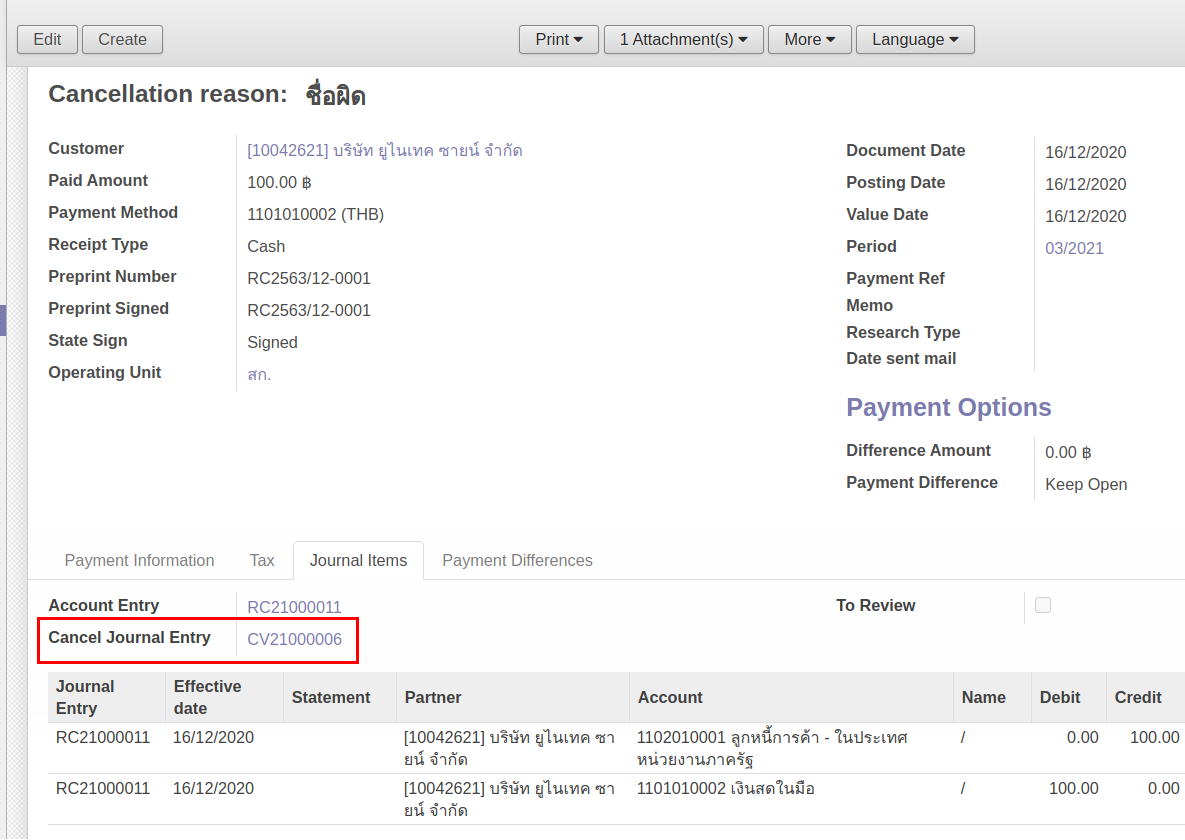 Edit Create Print 1 Attachment(s) More Language
Cancellation reason: ชื่อผิด
Customer [10042621] บริษัท ยูไนเทค ซายน์ จำกัด
Paid Amount 100.00 ฿
Payment Method 1101010002 (THB)
Receipt Type Cash
Preprint Number RC2563/12-0001
Preprint Signed RC2563/12-0001
State Sign Signed
Operating Unit สก.
Document Date 16/12/2020
Posting Date 16/12/2020
Value Date 16/12/2020
Period 03/2021
Payment Ref
Memo
Research Type
Date sent mail
Payment Options
Difference Amount 0.00 ฿
Payment Difference Keep Open
Payment Information Tax Journal Items Payment Differences
Account Entry RC21000011 To Review
Cancel Journal Entry CV21000006
Journal Entry Effective date Statement Partner Account Name Debit Credit
RC21000011 16/12/2020 [10042621] บริษัท ยูไนเทค ซา 1102010001 ลูกหนี้การค้า - ในประเทศ / 0.00 100.00
ยน์ จำกัด หน่วยงานภาครัฐ
RC21000011 16/12/2020 [10042621] บริษัท ยูไนเทค ซา 1101010002 เงินสดในมือ / 100.00 0.00
ยน์ จำกัด